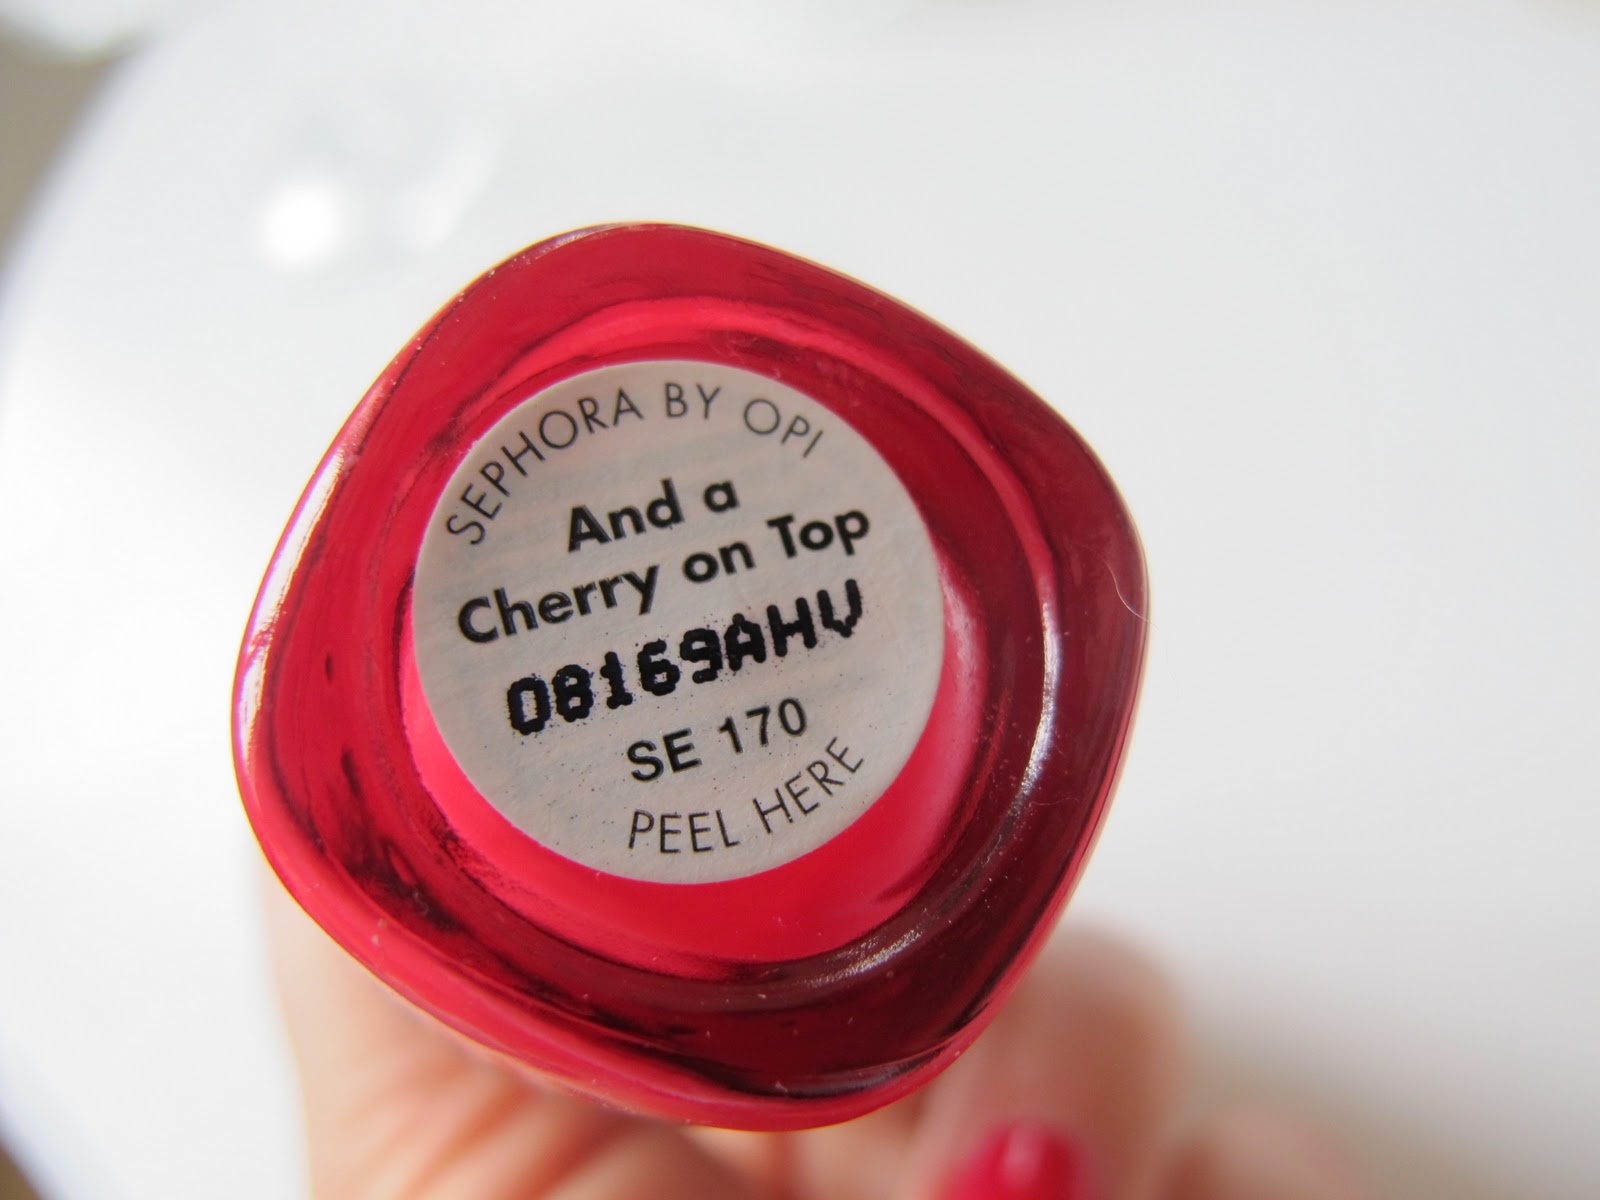 SEPHORA BY OPI
And a
Cherry on Top
08169AHV
SE 170
PEEL HERE